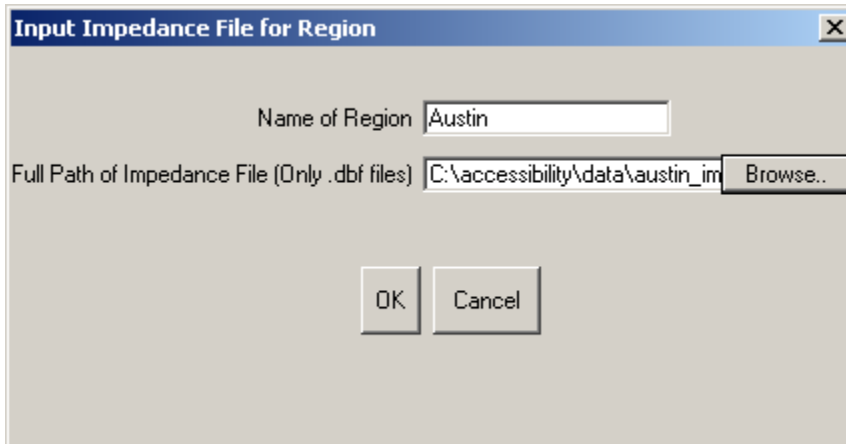 Input Impedance File for Region
Name of Region Austin
Full Path of Impedance File (Only .dbf files) C:\accessibility\data\austin_im Browse..
OK Cancel